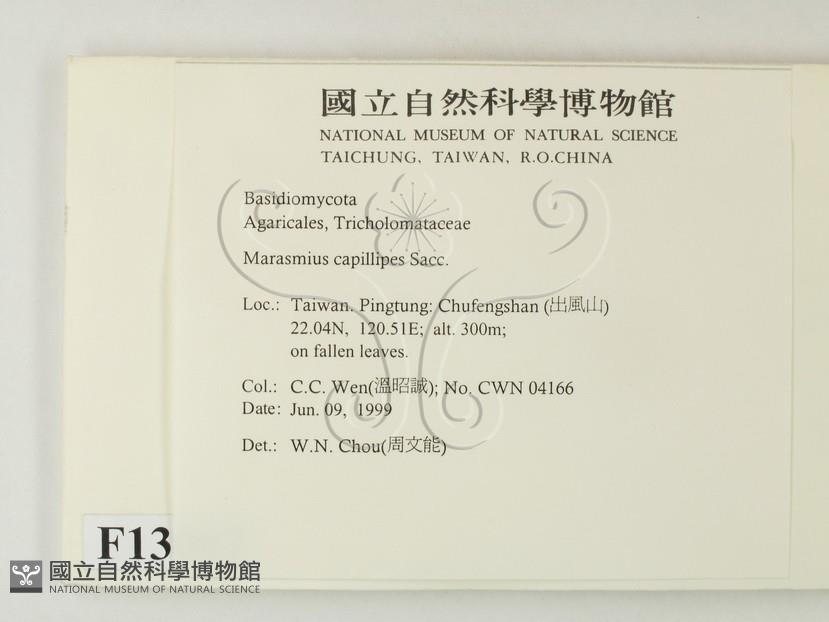 國立自然科學博物館
NATIONAL MUSEUM OF NATURAL SCIENCE
TAICHUNG, TAIWAN, R.O.CHINA
Basidiomycota
Agaricales, Tricholomataceae
Marasmius capillipes Sacc.
Loc.: Taiwan. Pingtung: Chufengshan (出風山)
22.04N, 120.51E; alt. 300m;
on fallen leaves.
Col.: C.C. Wen(溫昭誠); No. CWN 04166
Date: Jun. 09, 1999
Det.: W.N. Chou(周文能)
F13
國立自然科學博物館
NATIONAL MUSEUM OF NATURAL SCIENCE